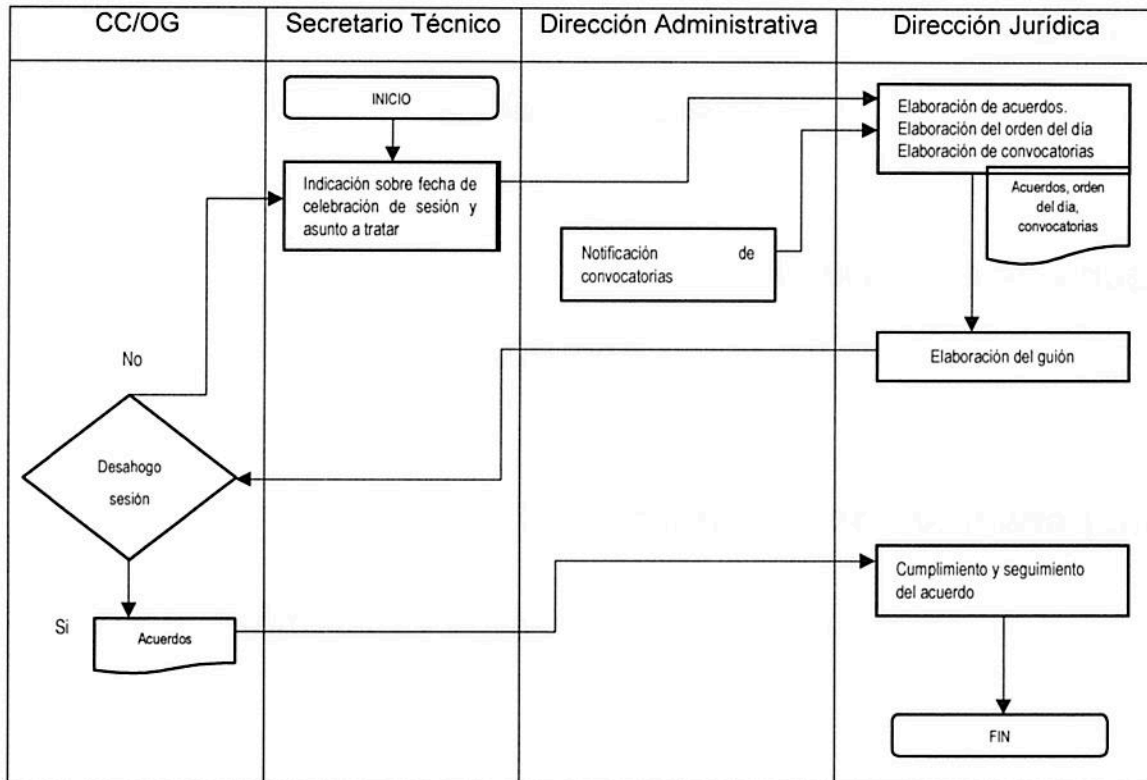 CC/OG
Secretario Técnico
Dirección Administrativa
Dirección Jurídica
INICIO
Indicación sobre fecha de
celebración de sesión y
asunto a tratar
Elaboración de acuerdos.
Elaboración del orden del día
Elaboración de convocatorias
Acuerdos, orden
del día,
convocatorias
Notificación de
convocatorias
Elaboración del guión
No
Desahogo
sesión
Si
Acuerdos
Cumplimiento y seguimiento
del acuerdo
FIN